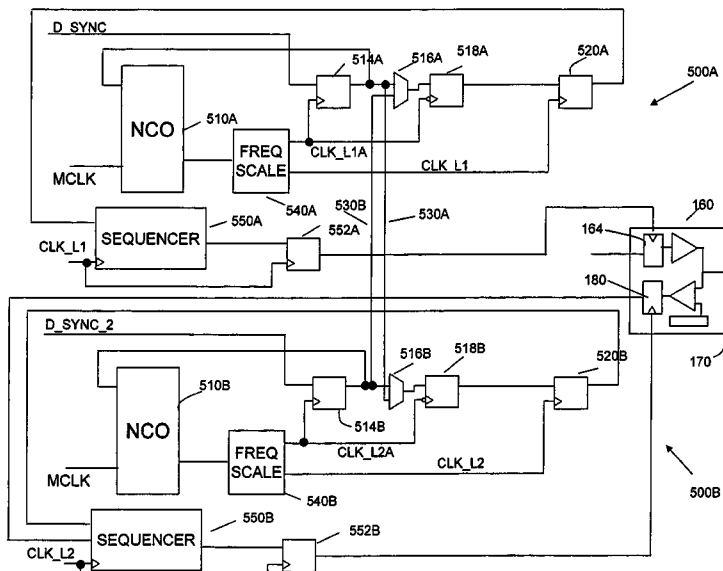 D_SYNC
514A
516A
518A
520A
500A
NCO
510A
FREQ
SCALE
CLK_L1A
CLK_L1
MCLK
540A
530B
530A
160
550A
552A
164
SEQUENCER
CLK_L1
180
D_SYNC_2
516B
518B
520B
170
510B
NCO
514B
FREQ
SCALE
CLK_L2A
CLK_L2
MCLK
540B
500B
550B
552B
SEQUENCER
CLK_L2